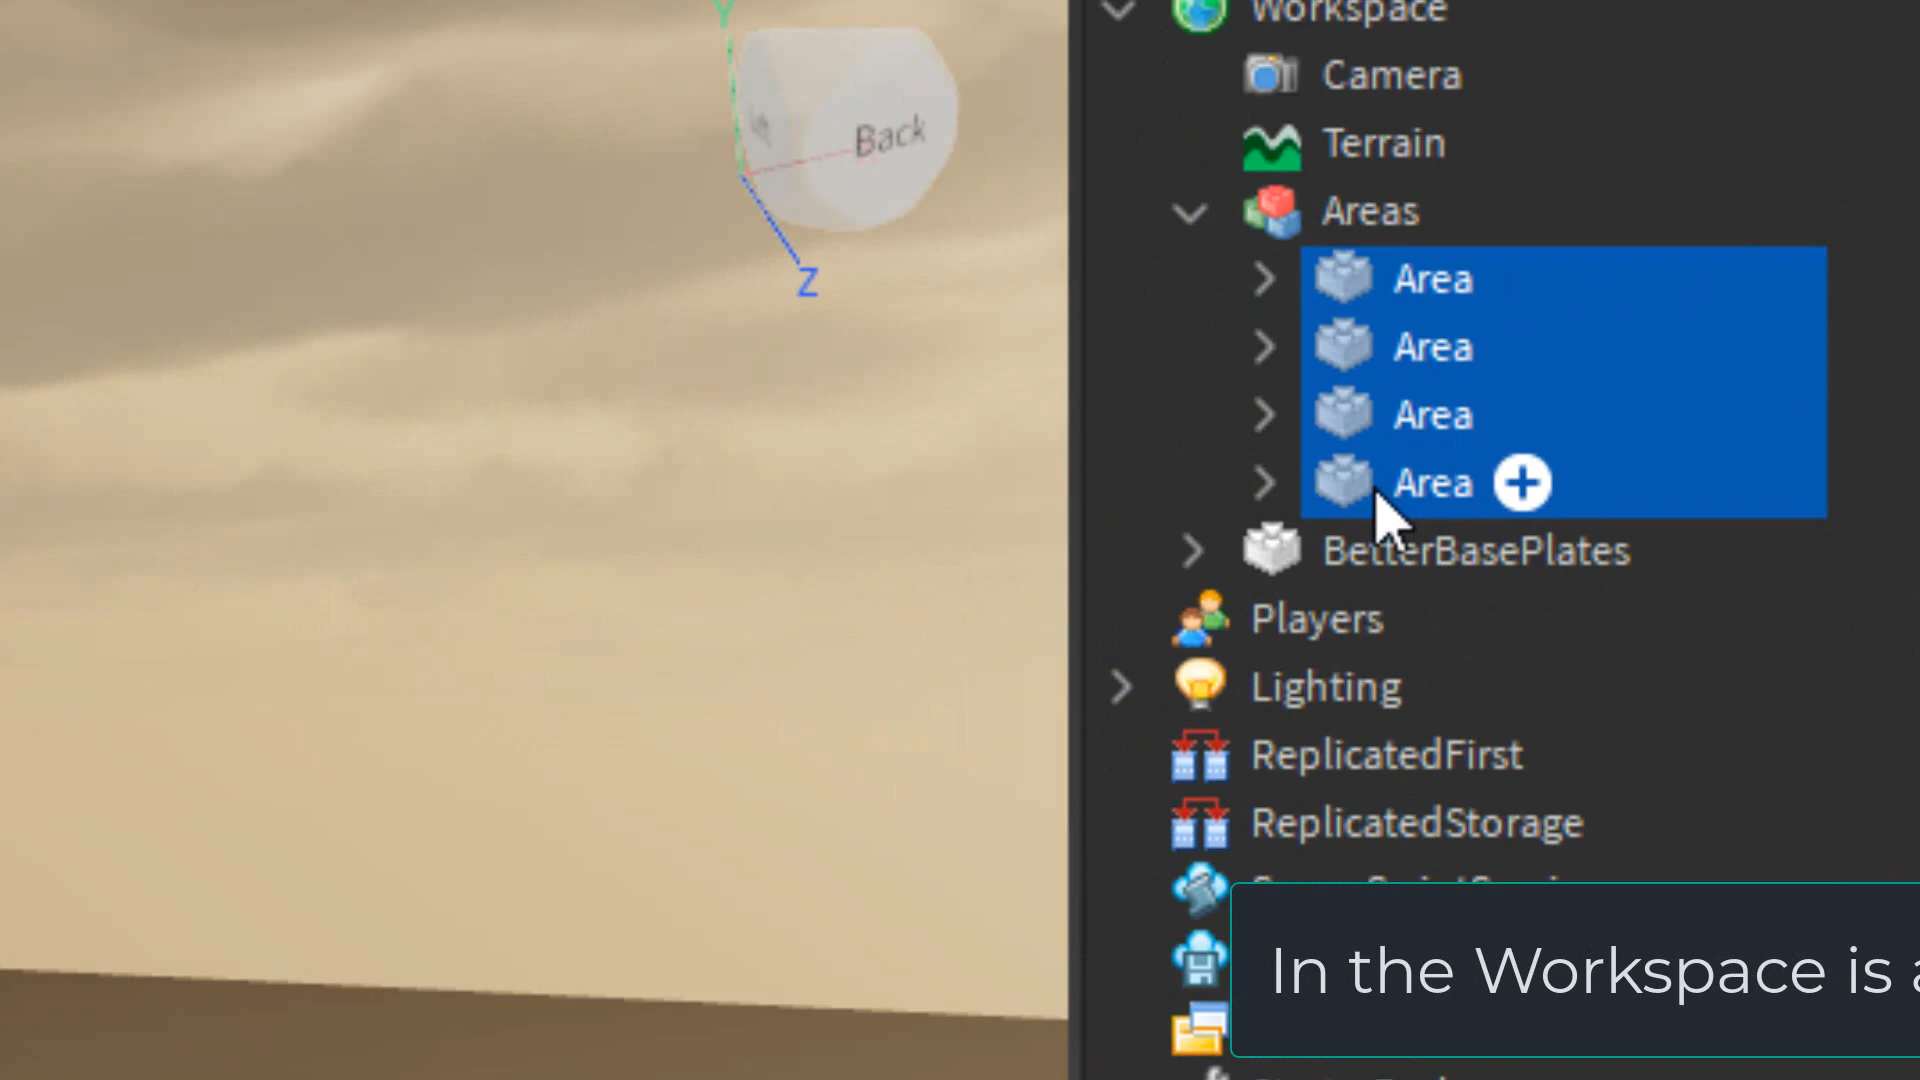 Workspace
Y
Camera
Back
Terrain
Areas
Z
Area
Area
Area
Area
BetterBasePlates
Players
Lighting
ReplicatedFirst
ReplicatedStorage
In the Workspace is a